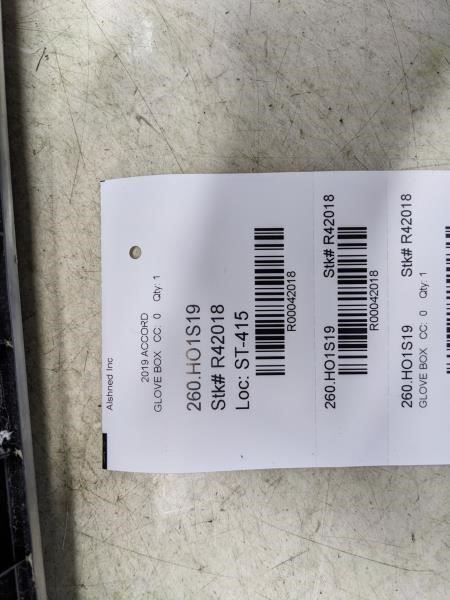 Alshned Inc
2019 ACCORD
GLOVE BOX CC: 0 Qty: 1
260.HO1S19
Stk# R42018
Loc: ST-415
R00042018
260.HO1S19 Stk# R42018
R00042018
260.HO1S19 Stk# R42018
GLOVE BOX CC: 0 Qty: 1